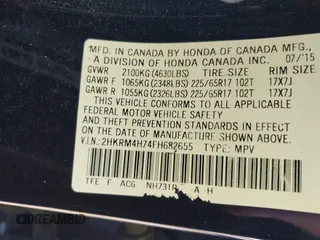 MFD. IN CANADA BY HONDA OF CANADA MFG.,
A DIVISION OF HONDA CANADA INC. 07/15
GVWR 2100KG(4630LBS) TIRE SIZE RIM SIZE
GAWR F 1065KG(2348LBS) 225/65R17 102T 17X7J
GAWR R 1055KG(2326LBS) 225/65R17 102T 17X7J
THIS VEHICLE CONFORMS TO ALL APPLICABLE
FEDERAL MOTOR VEHICLE SAFETY AND THEFT
PREVENTION STANDARDS IN EFFECT ON THE
DATE OF MANUFACTURE SHOWN ABOVE.
V.I.N.: 2HKRM4H74FH682655 TYPE: MPV
TFE F AC6 NH731P A H
AUTOBIDMASTER